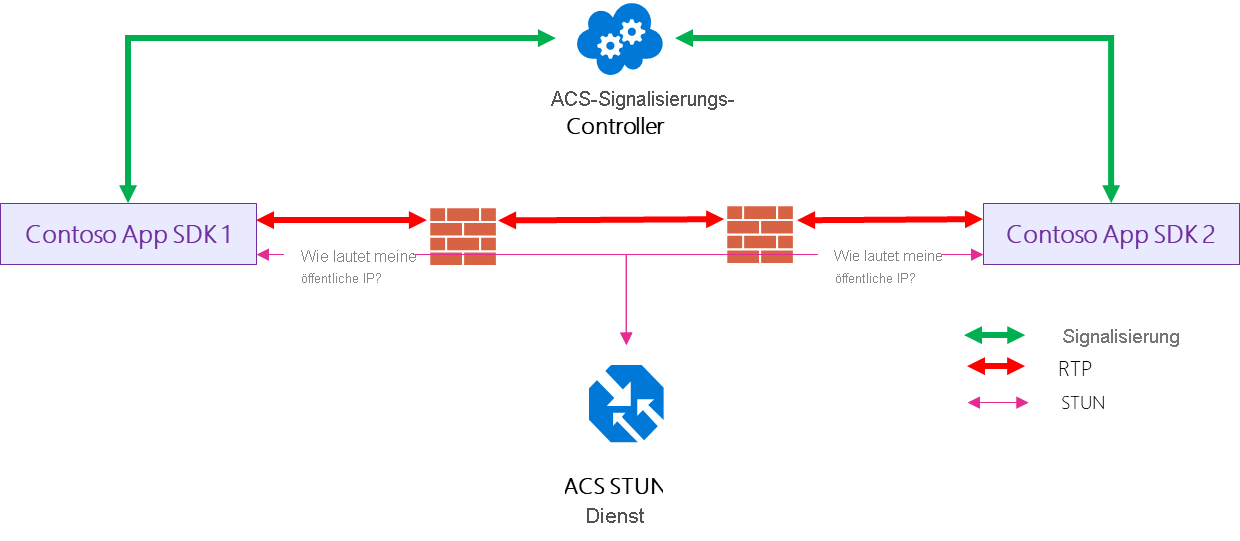 ACS-Signalisierungs-
Controller
Contoso App SDK 1
Contoso App SDK 2
Wie lautet meine
öffentliche IP?
Wie lautet meine
öffentliche IP?
Signalisierung
RTP
STUN
ACS STUN
Dienst